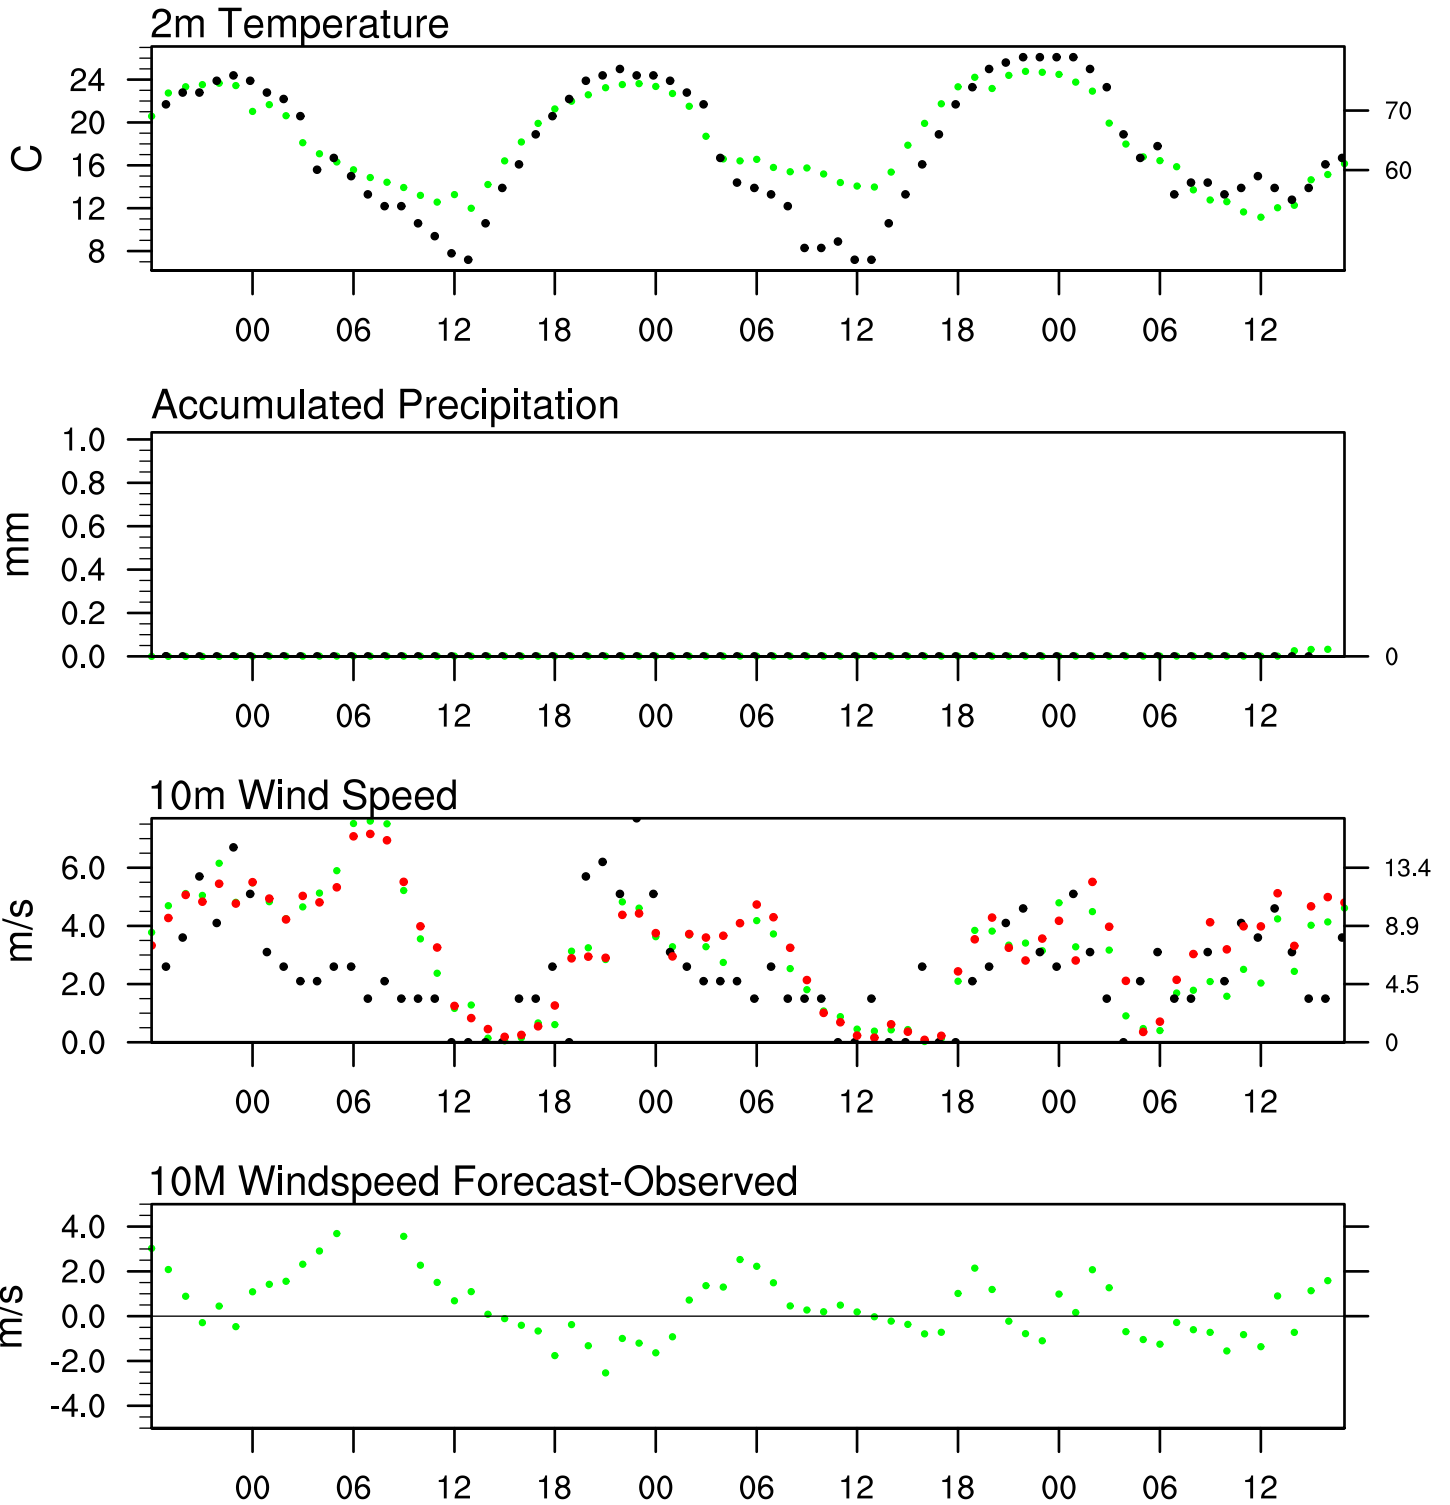 2m Temperature
24
20
16
12
8
C
70
60
00 06 12 18 00 06 12 18 00 06 12
Accumulated Precipitation
1.0
0.8
0.6
0.4
0.2
0.0
mm
0
00 06 12 18 00 06 12 18 00 06 12
10m Wind Speed
6.0
4.0
2.0
0.0
m/s
13.4
8.9
4.5
0
00 06 12 18 00 06 12 18 00 06 12
10M Windspeed Forecast-Observed
4.0
2.0
0.0
-2.0
-4.0
m/s
00 06 12 18 00 06 12 18 00 06 12